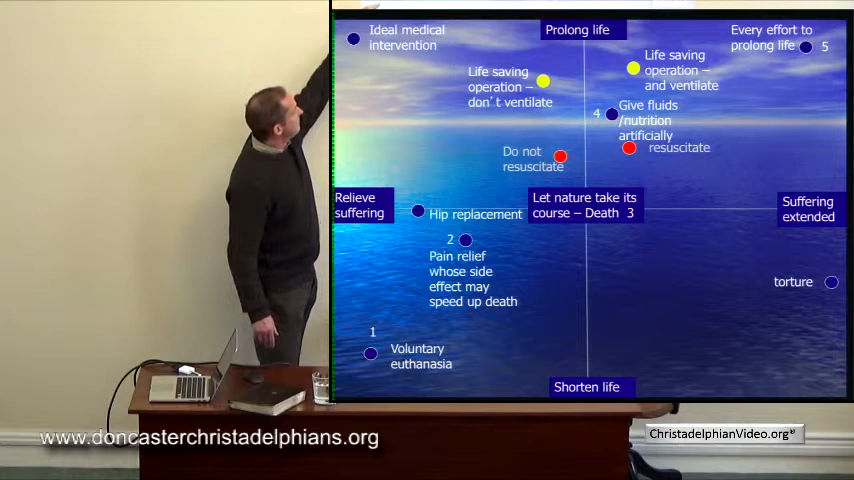 Ideal medical
intervention
Prolong life
Every effort to
prolong life
5
Life saving
operation –
don't ventilate
Life saving
operation –
and ventilate
4
Give fluids
/nutrition
artificially
Do not
resuscitate
resuscitate
Relieve
suffering
Hip replacement
Let nature take its
course – Death 3
Suffering
extended
2
Pain relief
whose side
effect may
speed up death
torture
1
Voluntary
euthanasia
Shorten life
www.doncasterchristadelphians.org
ChristadelphianVideo.org®